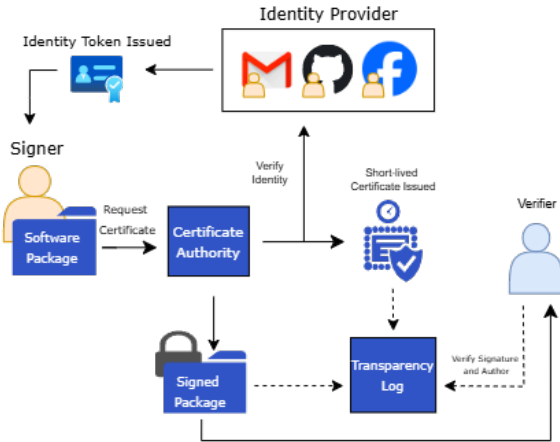 Identity Provider
Identity Token Issued
Signer
Verify
Identity
Short-lived
Certificate Issued
Verifier
Request
Certificate
Software
Package
Certificate
Authority
Transparency
Log
Verify Signature
and Author
Signed
Package